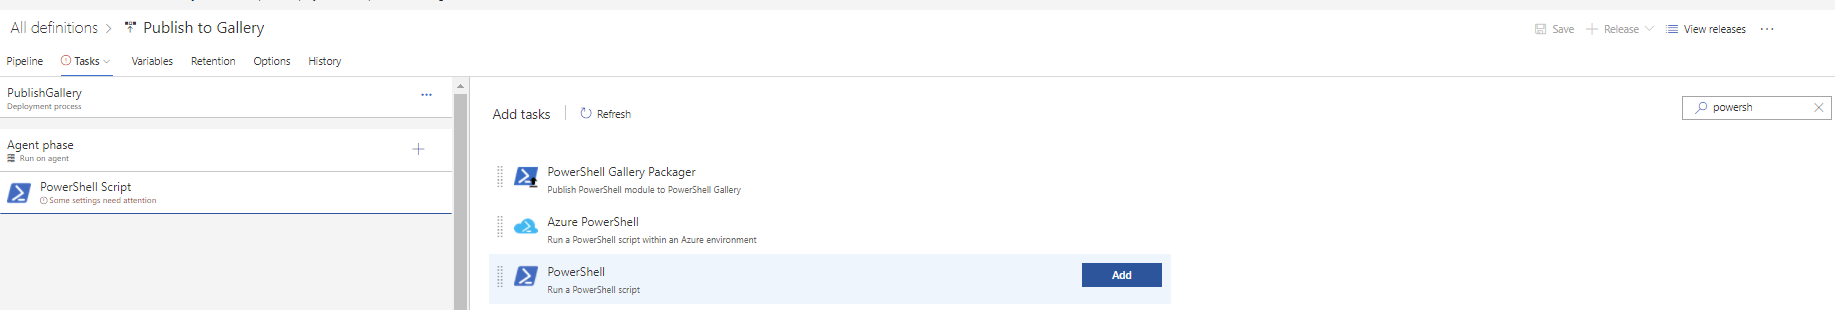 All definitions > Publish to Gallery
Save + Release View releases ...
Pipeline Tasks Variables Retention Options History
PublishGallery ...
Deployment process
Agent phase +
Run on agent
PowerShell Script
Some settings need attention
Add tasks | Refresh
powersh
PowerShell Gallery Packager
Publish PowerShell module to PowerShell Gallery
Azure PowerShell
Run a PowerShell script within an Azure environment
PowerShell
Run a PowerShell script
Add